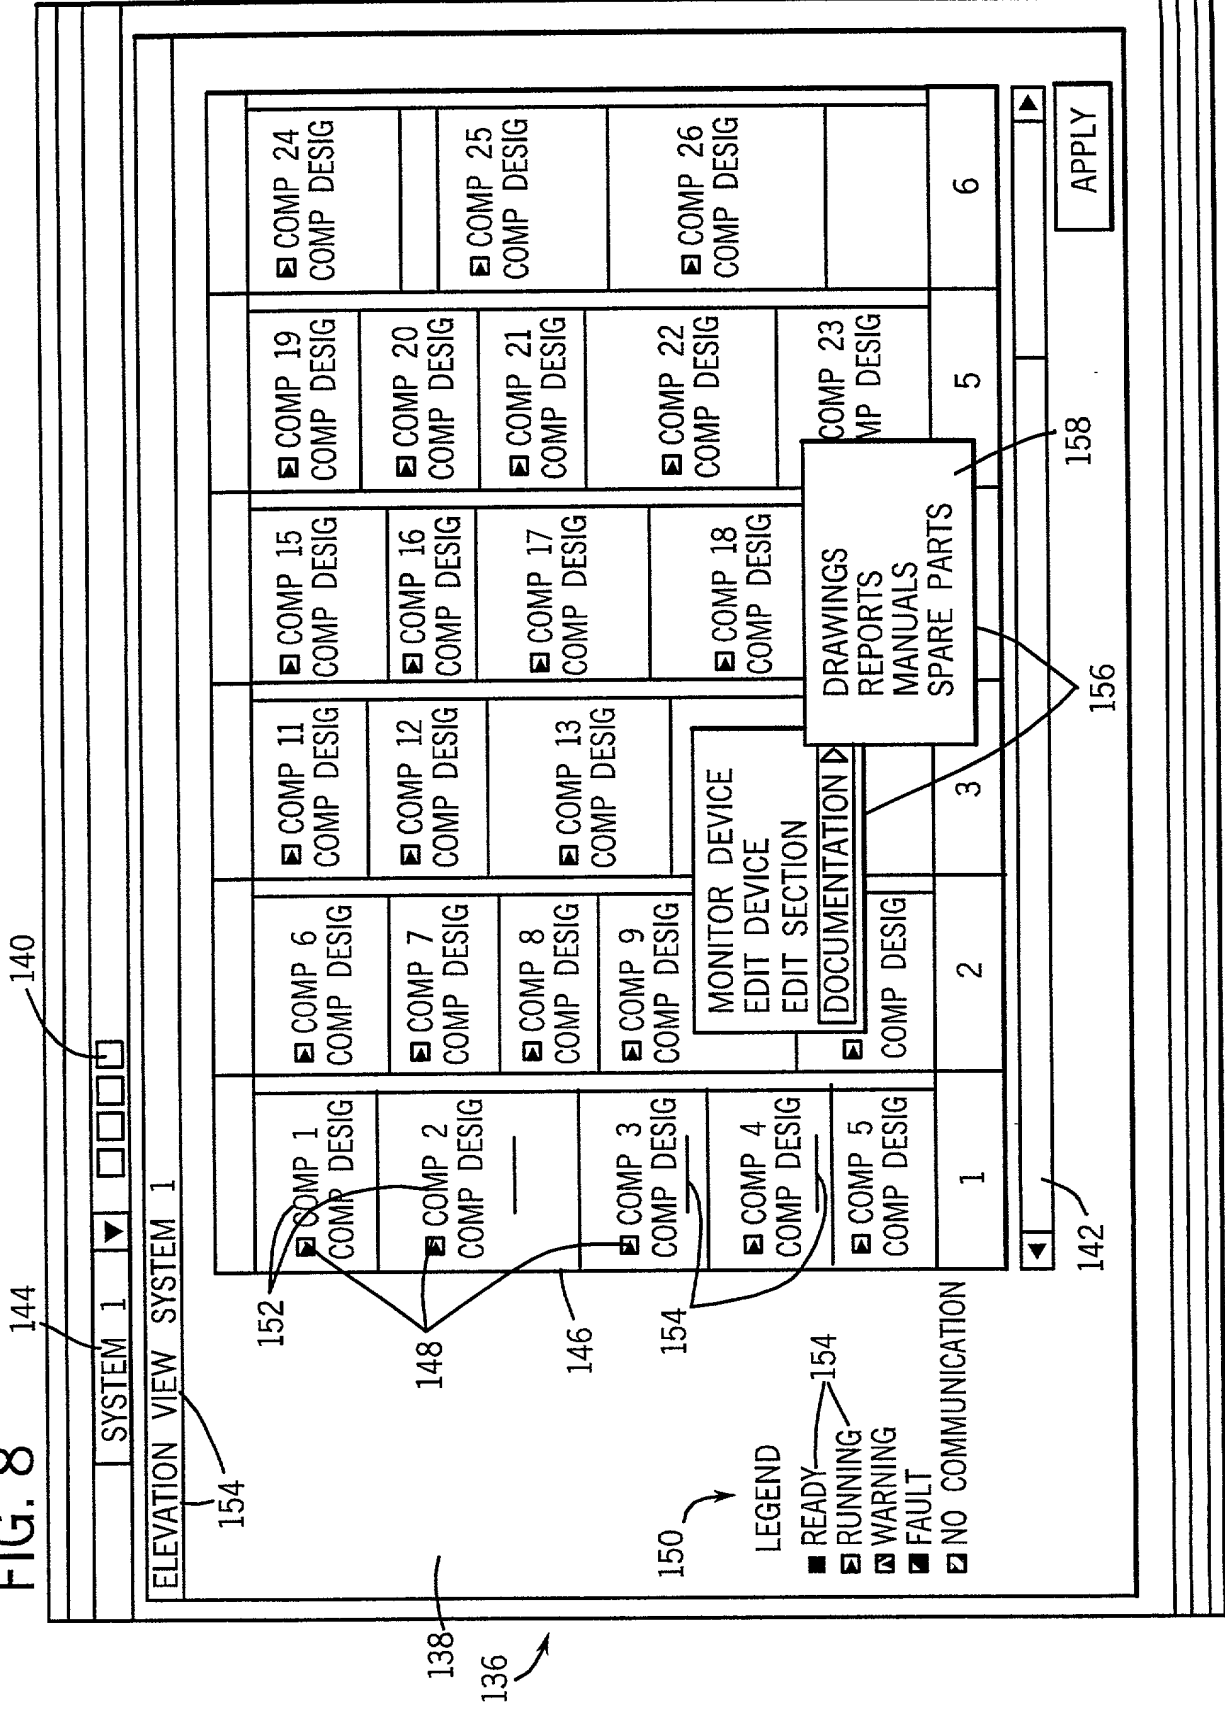 FIG. 8
144
140
SYSTEM 1
ELEVATION VIEW SYSTEM 1
154
138
136
152
148
146
154
150
LEGEND
READY
RUNNING
WARNING
FAULT
NO COMMUNICATION
154
COMP 1
COMP DESIG
COMP 2
COMP DESIG
COMP 3
COMP DESIG
COMP 4
COMP DESIG
COMP 5
COMP DESIG
1
COMP 6
COMP DESIG
COMP 7
COMP DESIG
COMP 8
COMP DESIG
COMP 9
COMP DESIG
COMP DESIG
2
COMP 11
COMP DESIG
COMP 12
COMP DESIG
COMP 13
COMP DESIG
3
MONITOR DEVICE
EDIT DEVICE
EDIT SECTION
DOCUMENTATION
DRAWINGS
REPORTS
MANUALS
SPARE PARTS
COMP 15
COMP DESIG
COMP 16
COMP DESIG
COMP 17
COMP DESIG
COMP 18
COMP DESIG
COMP 19
COMP DESIG
COMP 20
COMP DESIG
COMP 21
COMP DESIG
COMP 22
COMP DESIG
COMP 23
MP DESIG
5
COMP 24
COMP DESIG
COMP 25
COMP DESIG
COMP 26
COMP DESIG
6
142
156
158
APPLY